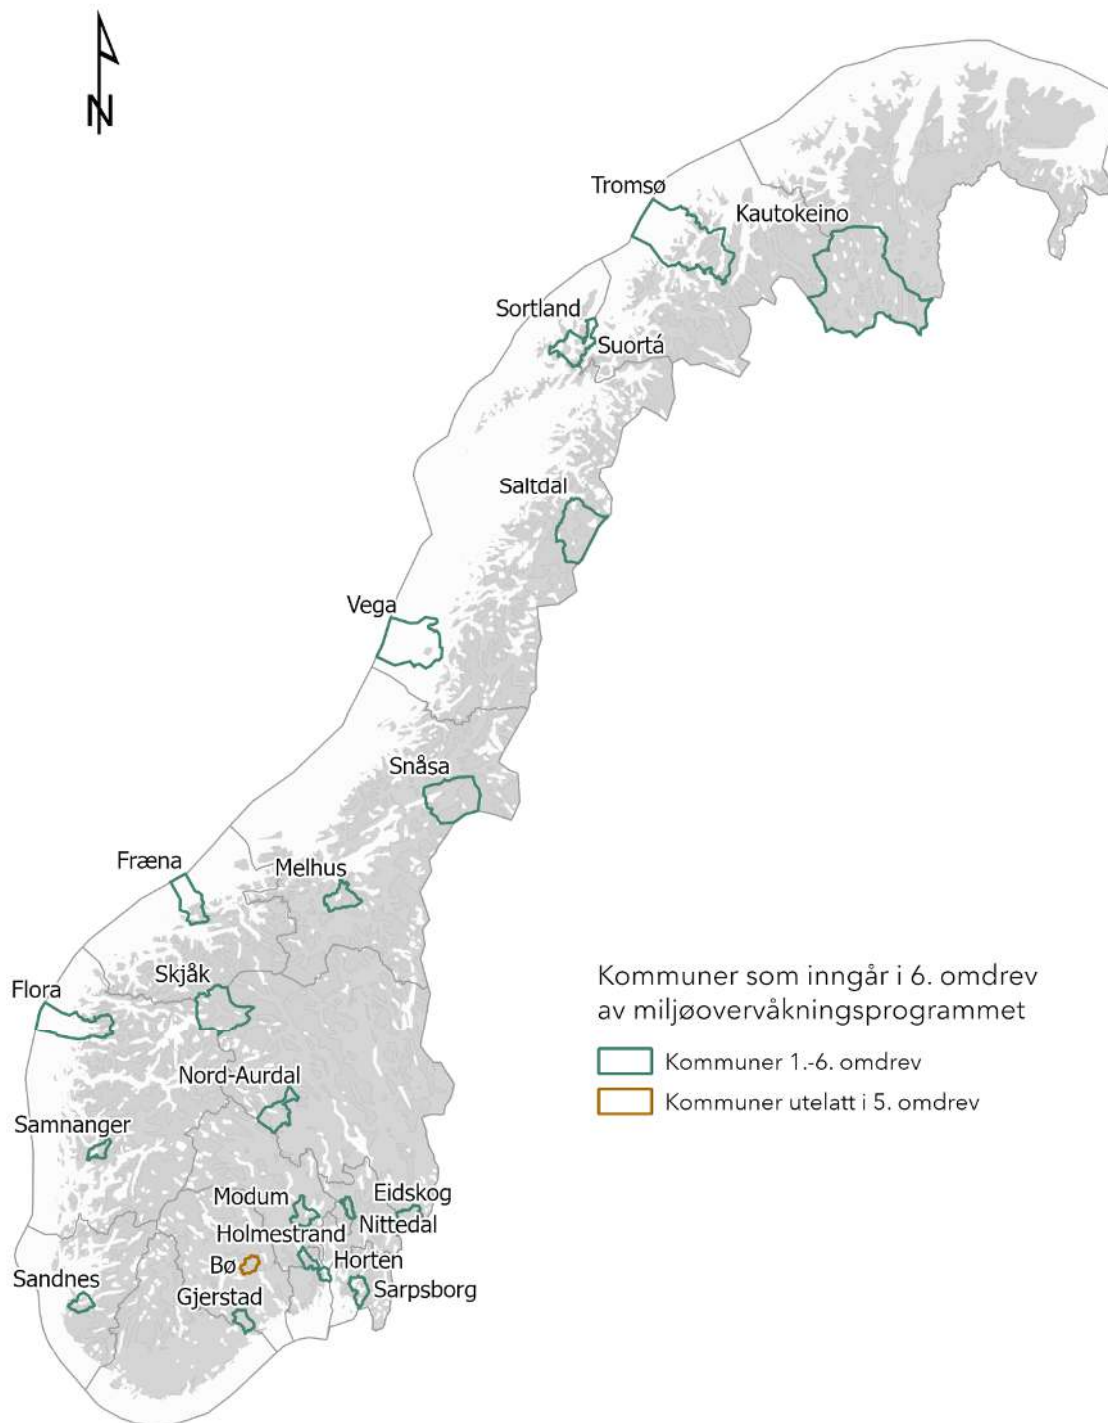 N
Tromsø
Kautokeino
Sortland
Suortá
Saltdal
Vega
Snåsa
Fræna
Melhus
Skjåk
Flora
Kommuner som inngår i 6. omdrev
av miljøovervåkningsprogrammet
Kommuner 1.-6. omdrev
Kommuner utelatt i 5. omdrev
Nord-Aurdal
Samnanger
Modum
Eidskog
Nittedal
Holmestrand
Bø
Horten
Sandnes
Gjerstad
Sarpsborg